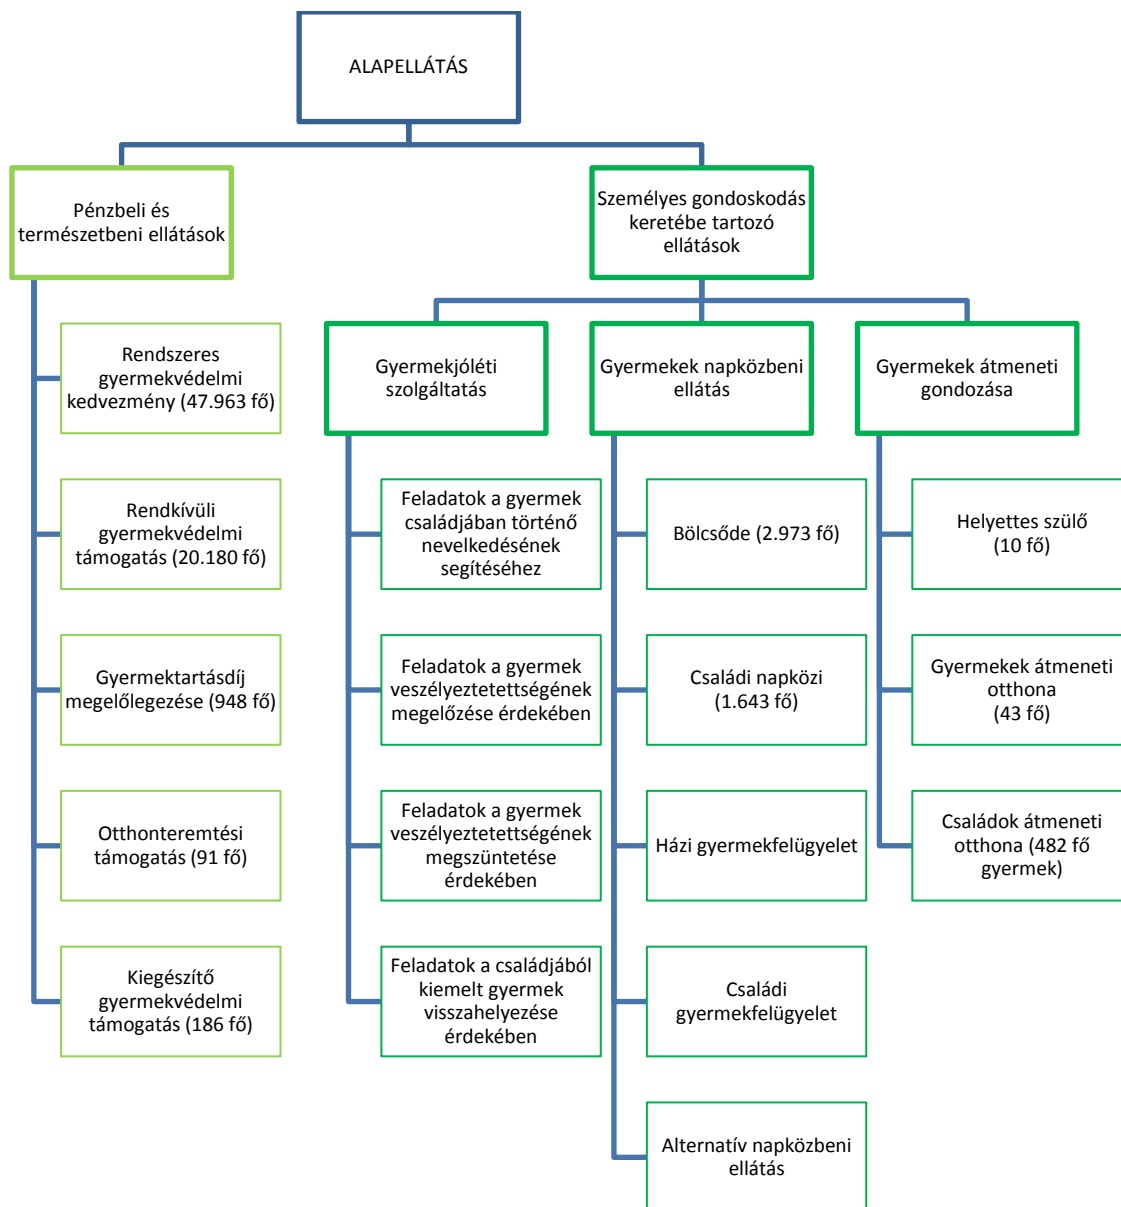 ALAPELLÁTÁS
Pénzbeli és
természetbeni ellátások
Személyes gondoskodás
keretébe tartozó
ellátások
Rendszeres
gyermekvédelmi
kedvezmény (47.963 fő)
Rendkívüli
gyermekvédelmi
támogatás (20.180 fő)
Gyermektartásdíj
megelőlegezése (948 fő)
Otthonteremtési
támogatás (91 fő)
Kiegészítő
gyermekvédelmi
támogatás (186 fő)
Gyermekjóléti
szolgáltatás
Feladatok a gyermek
családjában történő
nevelkedésének
segítéséhez
Feladatok a gyermek
veszélyeztetettségének
megelőzése érdekében
Feladatok a gyermek
veszélyeztetettségének
megszüntetése
érdekében
Feladatok a családjából
kiemelt gyermek
visszahelyezése
érdekében
Gyermekek napközbeni
ellátás
Bölcsőde (2.973 fő)
Családi napközi
(1.643 fő)
Házi gyermekfelügyelet
Családi
gyermekfelügyelet
Alternatív napközbeni
ellátás
Gyermekek átmeneti
gondozása
Helyettes szülő
(10 fő)
Gyermekek átmeneti
otthona
(43 fő)
Családok átmeneti
otthona (482 fő
gyermek)